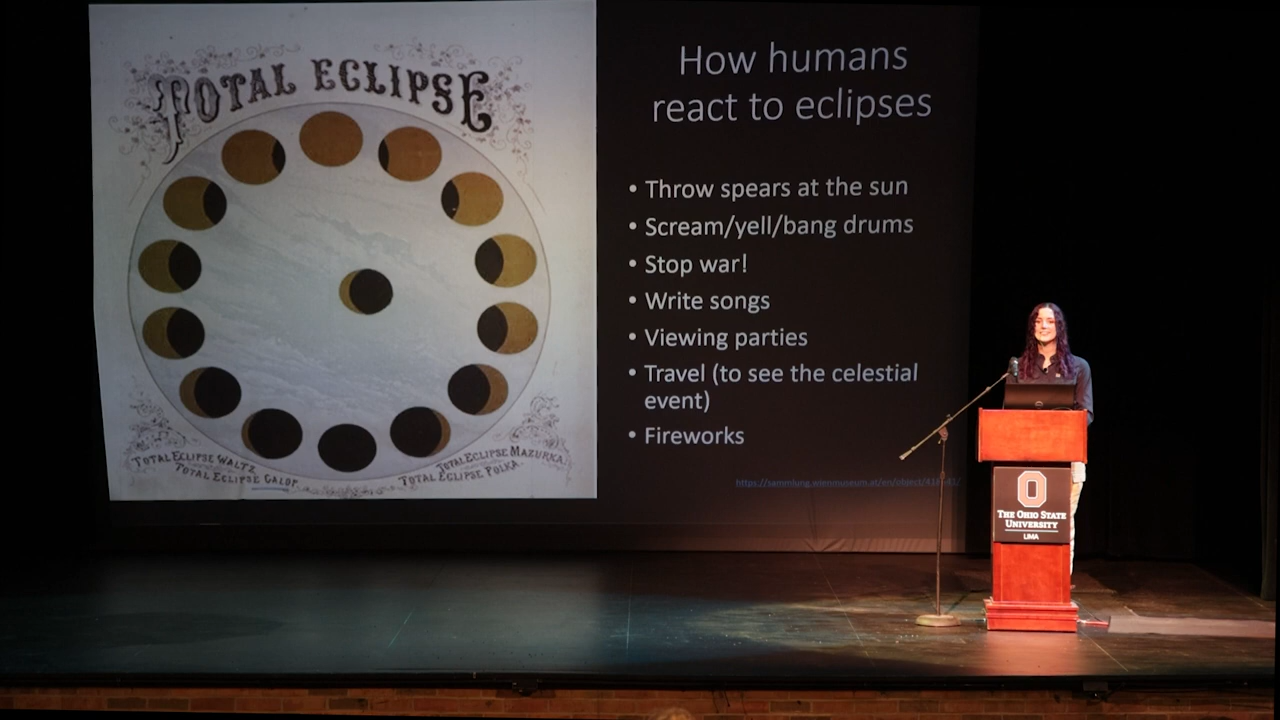 TOTAL ECLIPSE
TOTAL ECLIPSE WALTZ
TOTAL ECLIPSE GALOP
TOTAL ECLIPSE MAZURKA
TOTAL ECLIPSE POLKA
How humans
react to eclipses
• Throw spears at the sun
• Scream/yell/bang drums
• Stop war!
• Write songs
• Viewing parties
• Travel (to see the celestial
event)
• Fireworks
O
THE OHIO STATE
UNIVERSITY
LIMA